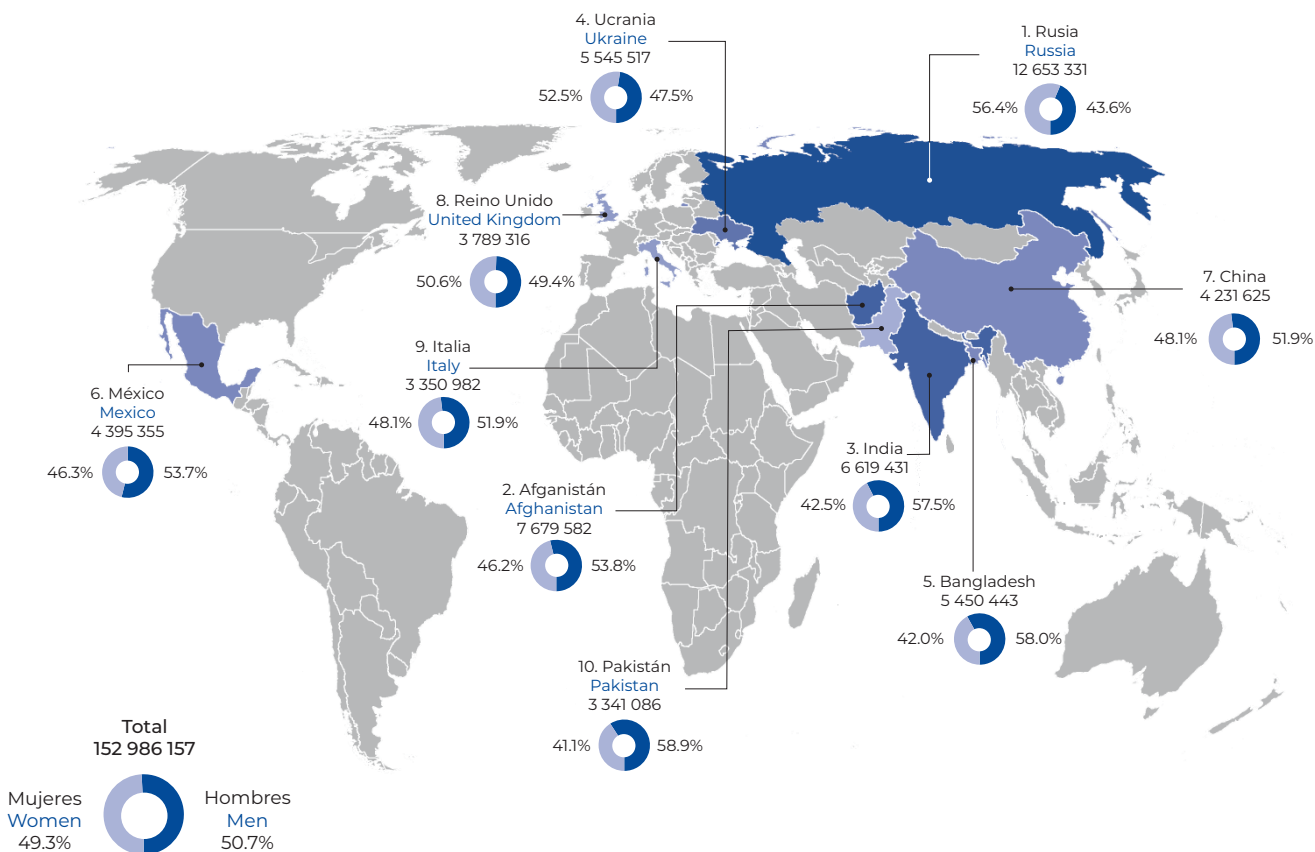 4. Ucrania
Ukraine
5 545 517
52.5%
47.5%
1. Rusia
Russia
12 653 331
56.4%
43.6%
8. Reino Unido
United Kingdom
3 789 316
50.6%
49.4%
7. China
4 231 625
48.1%
51.9%
9. Italia
Italy
3 350 982
48.1%
51.9%
6. México
Mexico
4 395 355
46.3%
53.7%
3. India
6 619 431
42.5%
57.5%
2. Afganistán
Afghanistan
7 679 582
46.2%
53.8%
5. Bangladesh
5 450 443
42.0%
58.0%
10. Pakistán
Pakistan
3 341 086
41.1%
58.9%
Total
152 986 157
Mujeres
Women
49.3%
Hombres
Men
50.7%